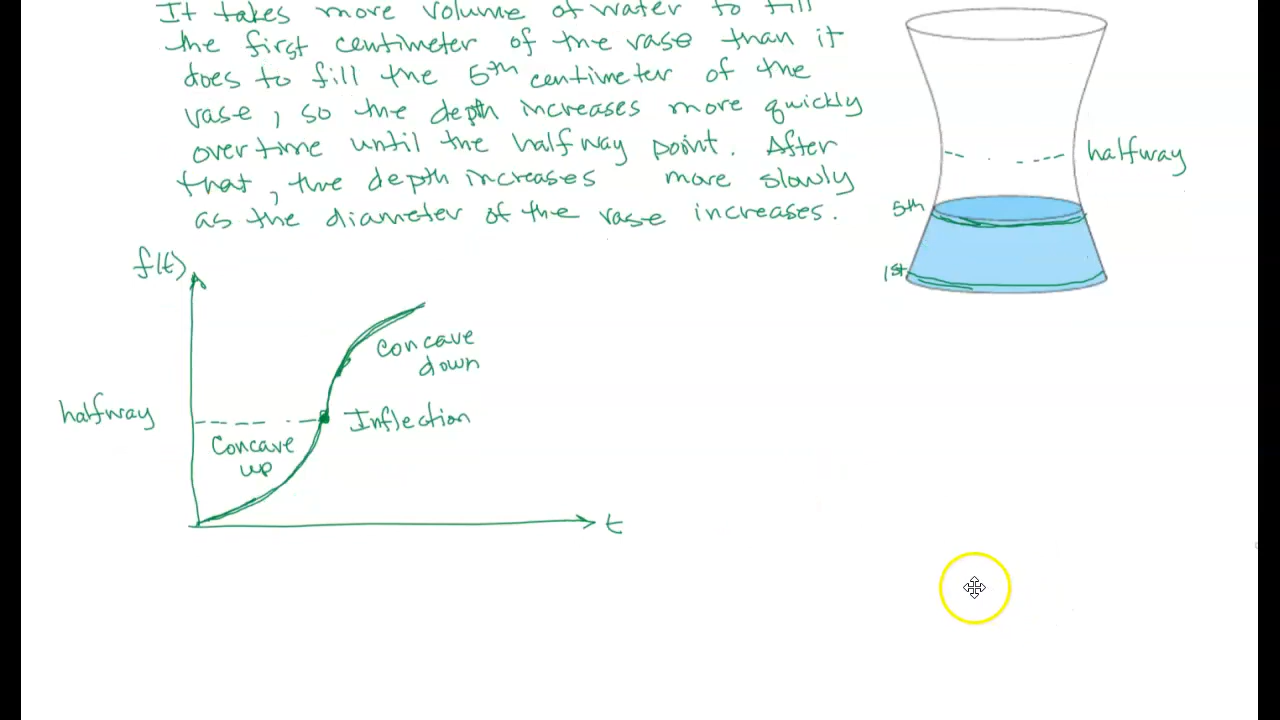 It takes more volume of water to fill
the first centimeter of the vase than it
does to fill the 5th centimeter of the
vase, so the depth increases more quickly
over time until the halfway point. After
that, the depth increases more slowly
as the diameter of the vase increases.
halfway
5th
1st
f(t)
Concave
down
halfway
Inflection
Concave
up
t